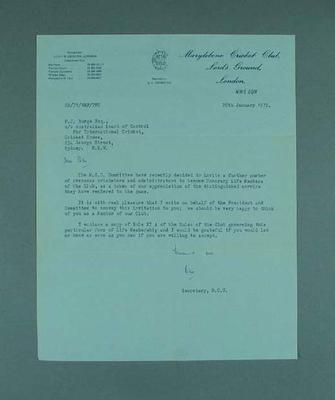 Marylebone Cricket Club,
Lord's Ground,
London
NW8 8QN
20th January 1975.
P.J. Burge Esq.,
c/o Australian Board of Control
For International Cricket,
Cricket House,
254 George Street,
Sydney. N.S.W.
The M.C.C. Committee have recently decided to invite a further number
of overseas cricketers and administrators to become Honorary Life Members
of the Club, as a token of our appreciation of the distinguished service
they have rendered to the game.
It is with real pleasure that I write on behalf of the President and
Committee to convey this invitation to you; we should be very happy to think
of you as a Member of our Club.
I enclose a copy of Rule of the Rules of the Club governing this
particular form of Life Membership and I would be grateful if you would let
me know as soon as you can if you are willing to accept.
Secretary, M.C.C.